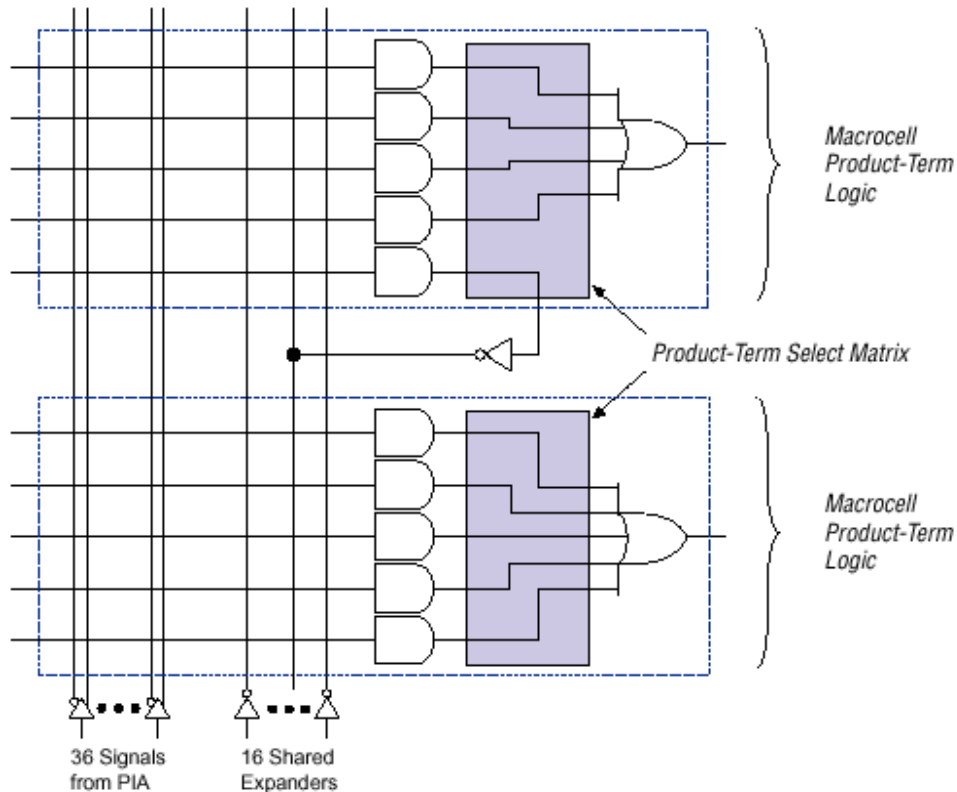 Macrocell
Product-Term
Logic
Product-Term Select Matrix
Macrocell
Product-Term
Logic
36 Signals
from PIA
16 Shared
Expanders